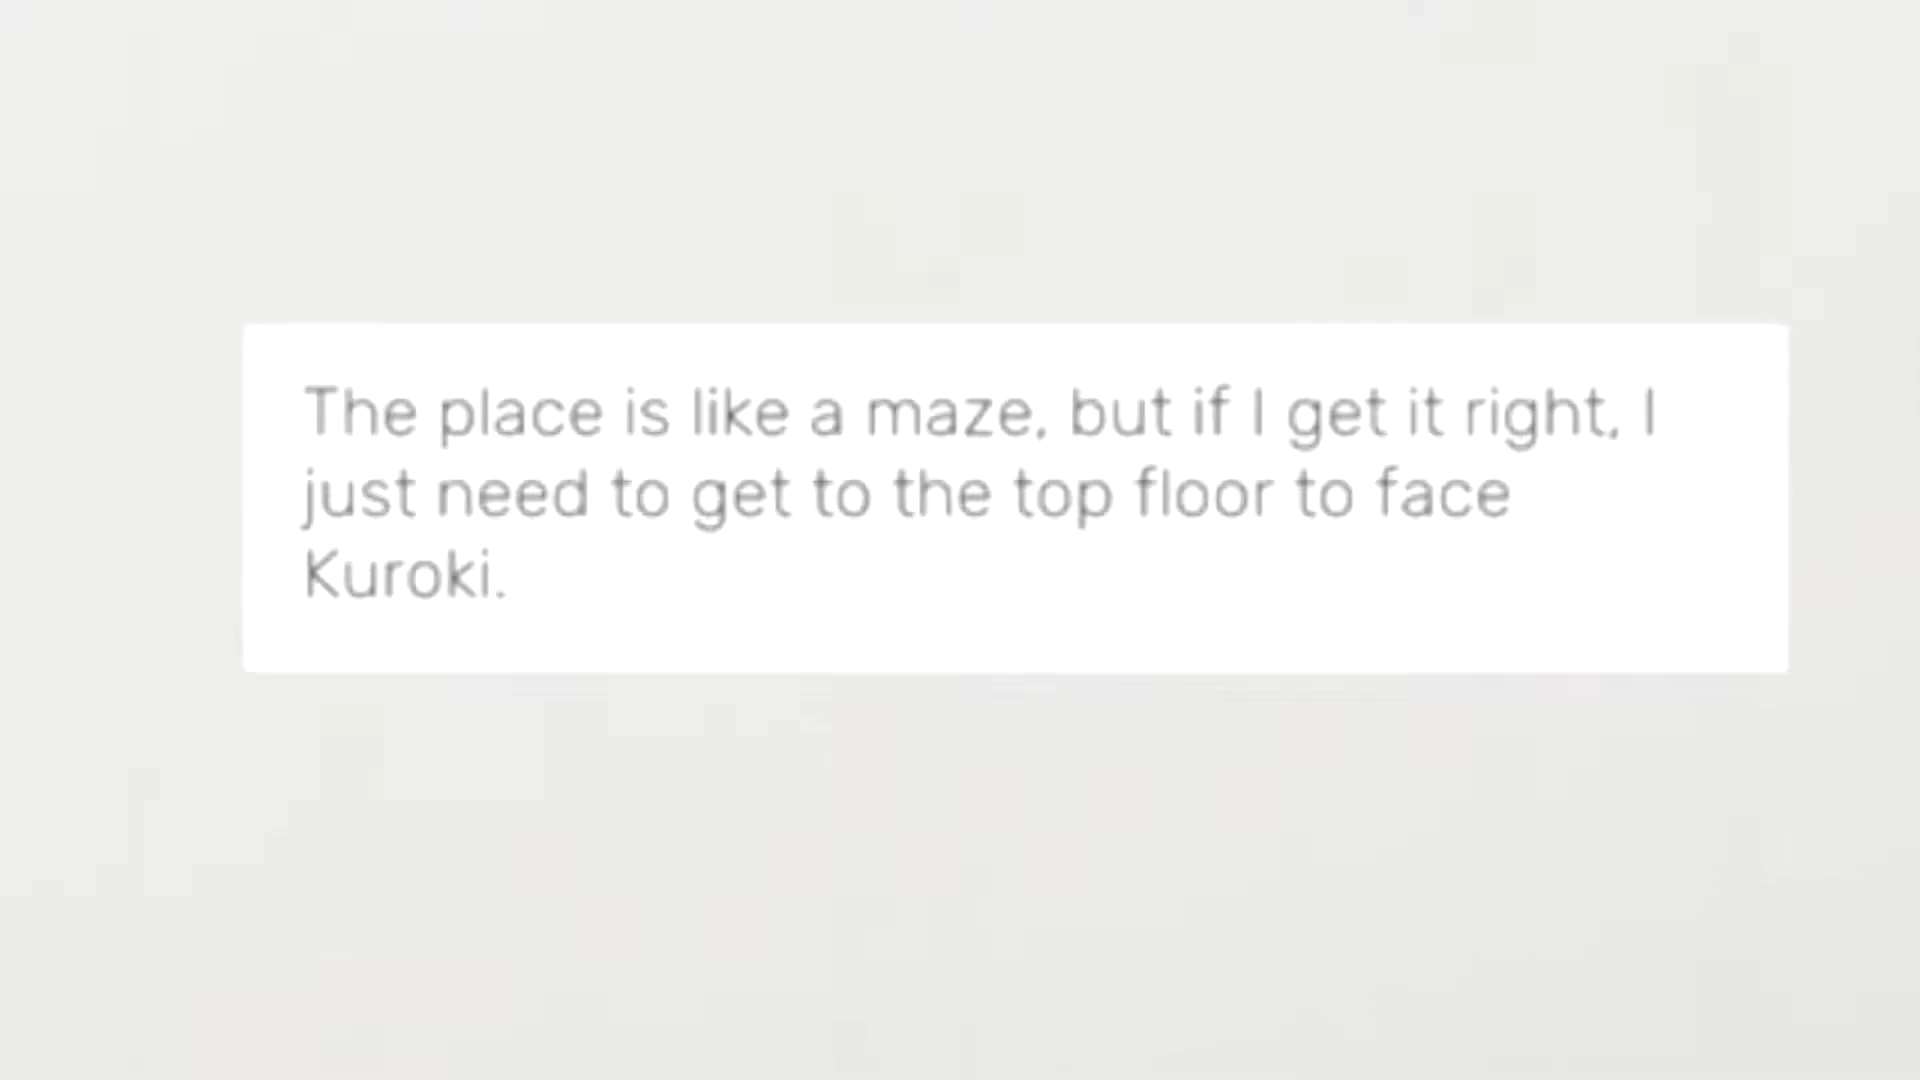 The place is like a maze, but if I get it right, I
just need to get to the top floor to face
Kuroki.